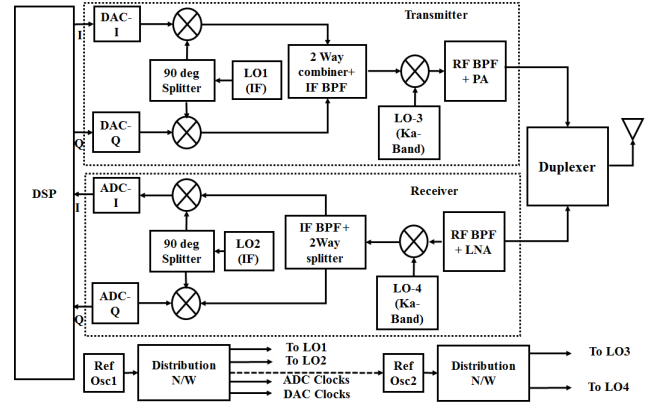 Transmitter
DAC-
I
I
90 deg
Splitter
LO1
(IF)
2 Way
combiner+
IF BPF
RF BPF
+ PA
LO-3
(Ka-
Band)
DAC-
Q
Q
DSP
Duplexer
Receiver
ADC-
I
I
90 deg
Splitter
LO2
(IF)
IF BPF+
2Way
splitter
RF BPF
+ LNA
LO-4
(Ka-
Band)
ADC-
Q
Q
Ref
Osc1
Distribution
N/W
To LO1
To LO2
ADC Clocks
DAC Clocks
Ref
Osc2
Distribution
N/W
To LO3
To LO4